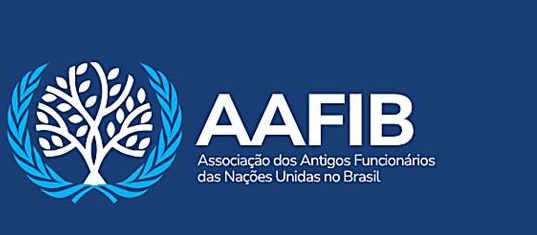 AAFIB
Associação dos Antigos Funcionários
das Nações Unidas no Brasil